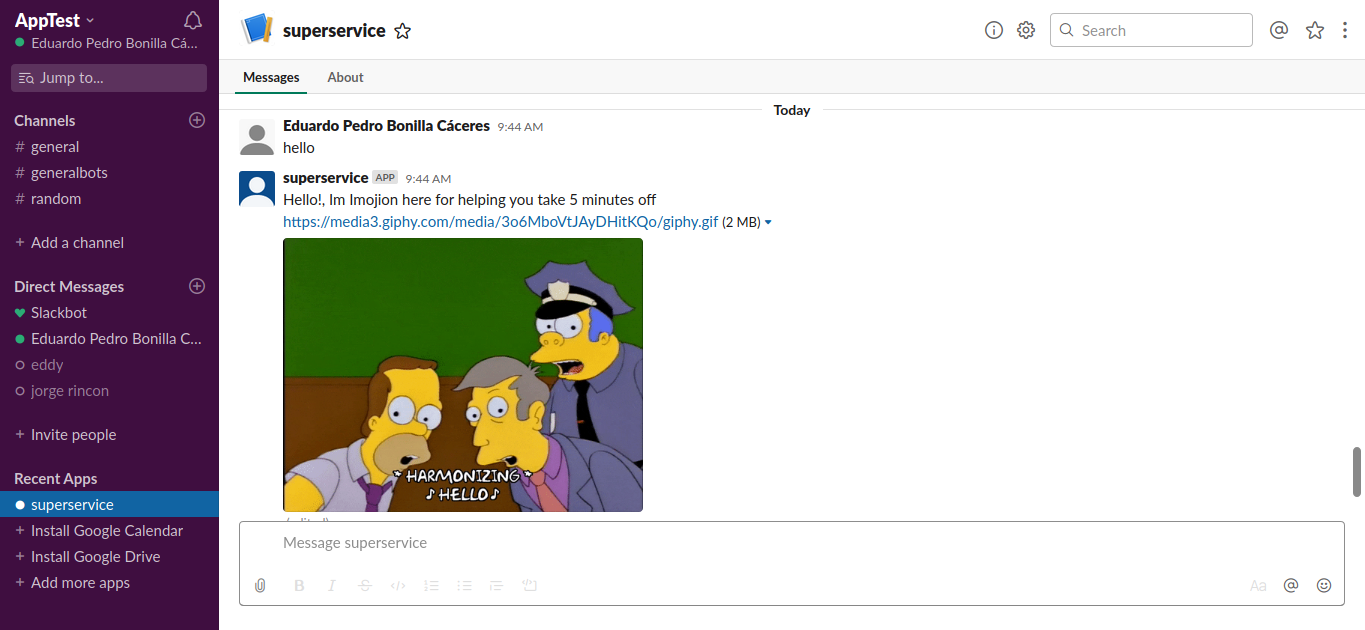 AppTest
Eduardo Pedro Bonilla Cá...
Jump to...
Channels
# general
# generalbots
# random
+ Add a channel
Direct Messages
Slackbot
Eduardo Pedro Bonilla C...
eddy
jorge rincon
+ Invite people
Recent Apps
superservice
+ Install Google Calendar
+ Install Google Drive
+ Add more apps
superservice
Search
Messages About
Today
Eduardo Pedro Bonilla Cáceres 9:44 AM
hello
superservice APP 9:44 AM
Hello!, Im Imojion here for helping you take 5 minutes off
https://media3.giphy.com/media/3o6MboVtJAyDHitKQo/giphy.gif (2 MB)
*HARMONIZING*
♪HELLO♪
Message superservice
B I S </> Aa @